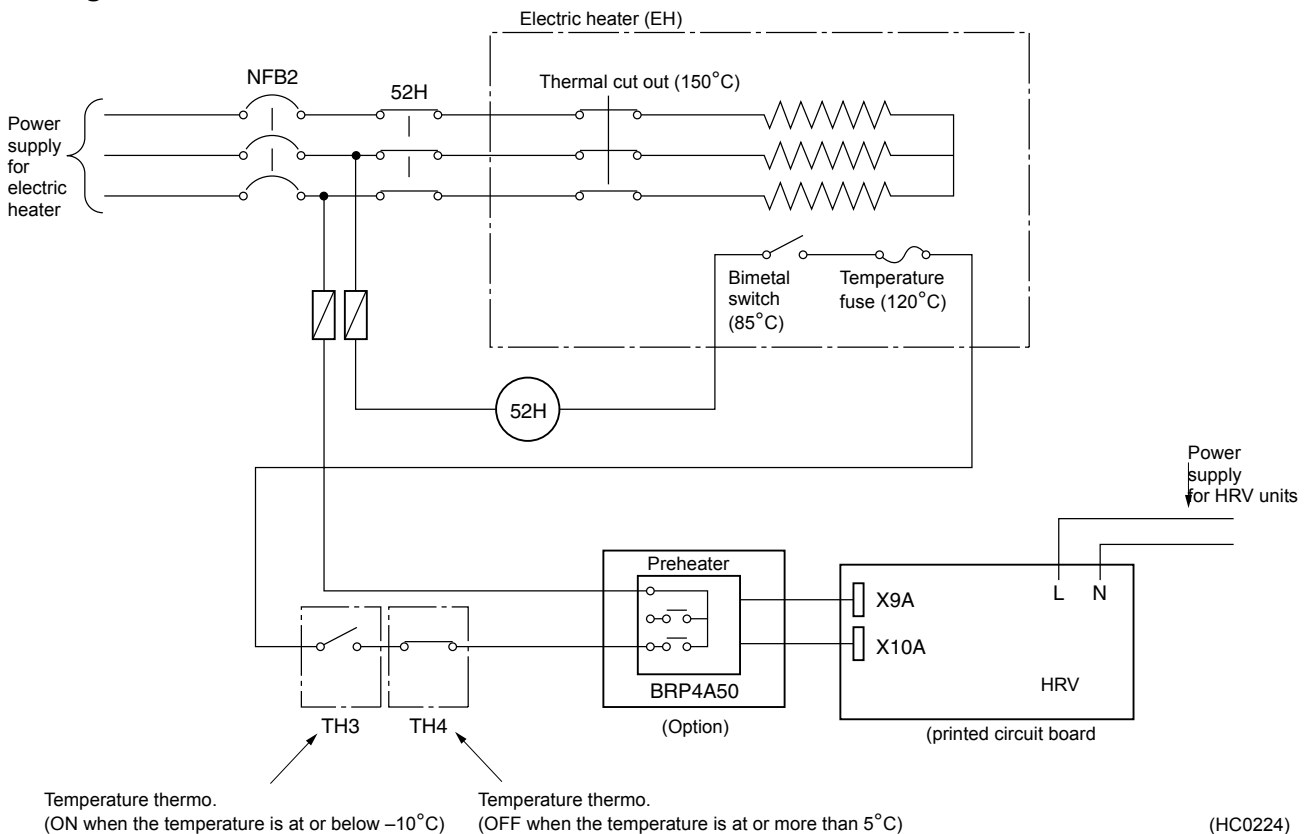 Electric heater (EH)
NFB2
52H
Thermal cut out (150°C)
Power
supply
for
electric
heater
Bimetal
switch
(85°C)
Temperature
fuse (120°C)
52H
Power
supply
for HRV units
Preheater
L N
X9A
X10A
BRP4A50
HRV
(Option)
(printed circuit board
TH3
TH4
Temperature thermo.
(ON when the temperature is at or below –10°C)
Temperature thermo.
(OFF when the temperature is at or more than 5°C)
(HC0224)